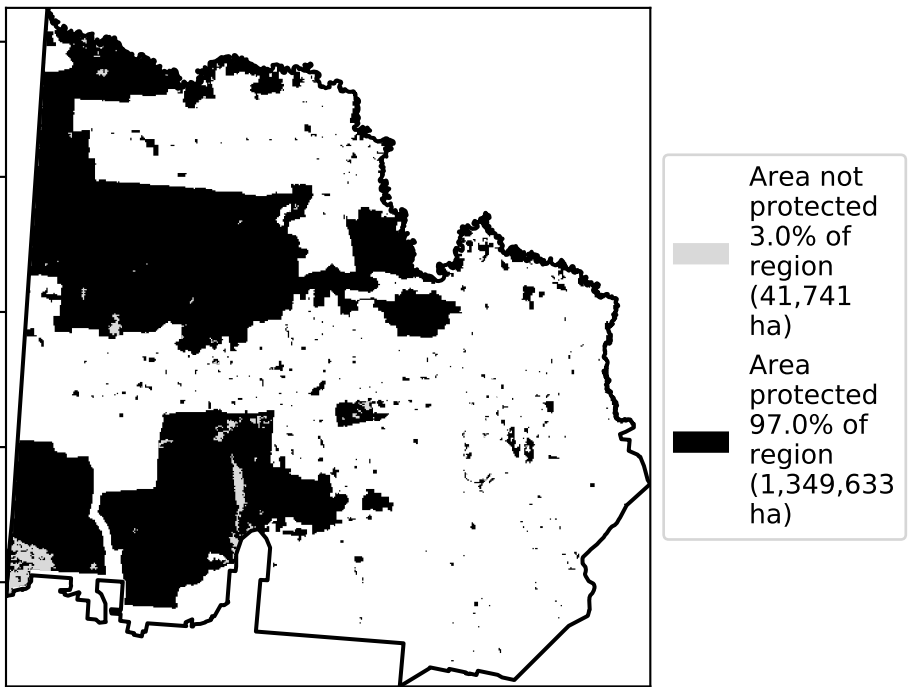 Area not
protected
3.0% of
region
(41,741
ha)
Area
protected
97.0% of
region
(1,349,633
ha)